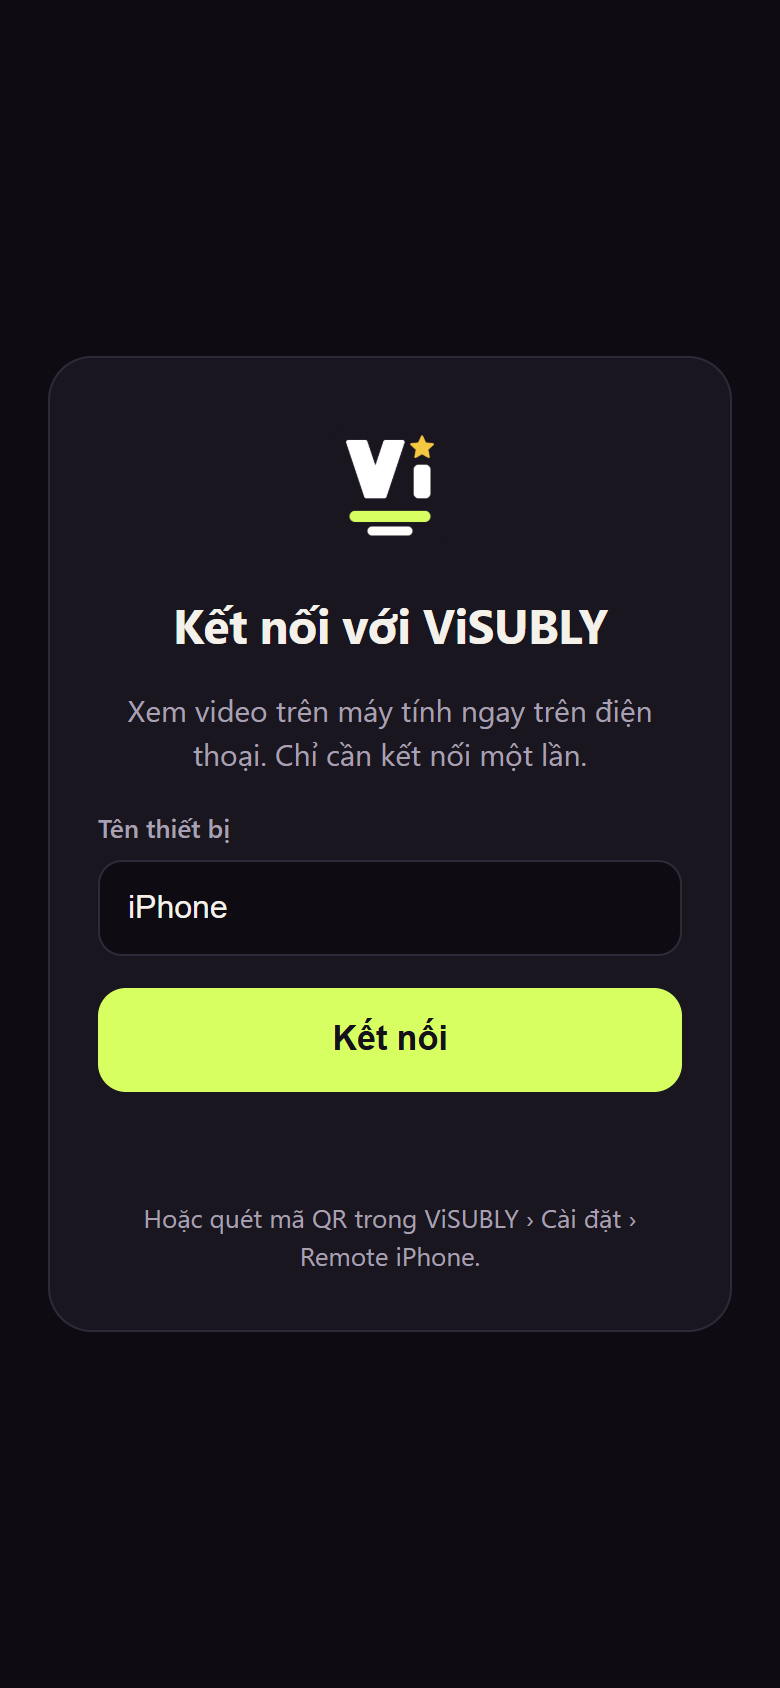 Vi
Kết nối với ViSUBLY
Xem video trên máy tính ngay trên điện
thoại. Chỉ cần kết nối một lần.
Tên thiết bị
iPhone
Kết nối
Hoặc quét mã QR trong ViSUBLY › Cài đặt ›
Remote iPhone.